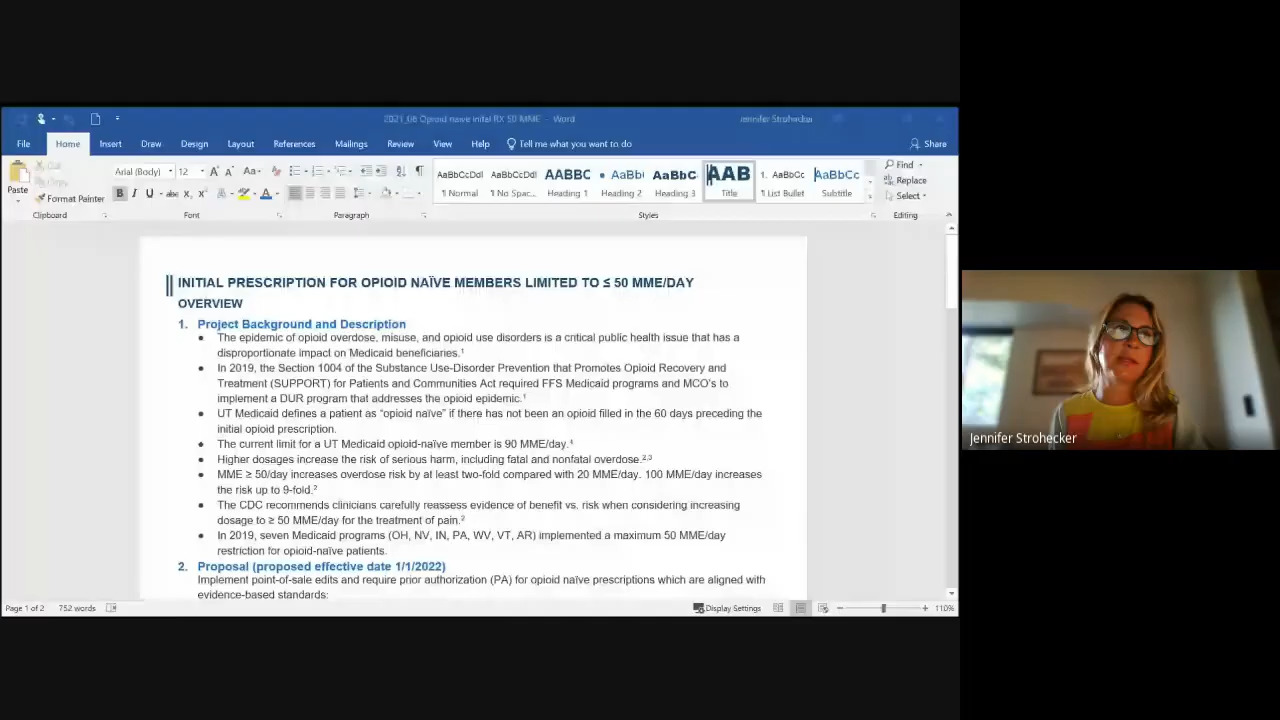 2021_06 Opioid naive Inital RX 50 MME - Word
Jennifer Strohecker
File Home Insert Draw Design Layout References Mailings Review View Help Tell me what you want to do Share
Paste
Cut
Copy
Format Painter
Clipboard
Arial (Body) 12
Font
Paragraph
AaBbCcDdI AaBbCcDdI AABBC AaBbI AaBbC AAB 1. AaBbCc AaBbCc
¶ Normal ¶ No Spac... Heading 1 Heading 2 Heading 3 Title ¶ List Bullet Subtitle
Styles
Find
Replace
Select
Editing
INITIAL PRESCRIPTION FOR OPIOID NAÏVE MEMBERS LIMITED TO ≤ 50 MME/DAY
OVERVIEW
1. Project Background and Description
● The epidemic of opioid overdose, misuse, and opioid use disorders is a critical public health issue that has a
disproportionate impact on Medicaid beneficiaries.¹
● In 2019, the Section 1004 of the Substance Use-Disorder Prevention that Promotes Opioid Recovery and
Treatment (SUPPORT) for Patients and Communities Act required FFS Medicaid programs and MCO's to
implement a DUR program that addresses the opioid epidemic.¹
● UT Medicaid defines a patient as "opioid naïve" if there has not been an opioid filled in the 60 days preceding the
initial opioid prescription.
● The current limit for a UT Medicaid opioid-naïve member is 90 MME/day.⁴
● Higher dosages increase the risk of serious harm, including fatal and nonfatal overdose.²,³
● MME ≥ 50/day increases overdose risk by at least two-fold compared with 20 MME/day. 100 MME/day increases
the risk up to 9-fold.²
● The CDC recommends clinicians carefully reassess evidence of benefit vs. risk when considering increasing
dosage to ≥ 50 MME/day for the treatment of pain.²
● In 2019, seven Medicaid programs (OH, NV, IN, PA, WV, VT, AR) implemented a maximum 50 MME/day
restriction for opioid-naïve patients.
2. Proposal (proposed effective date 1/1/2022)
Implement point-of-sale edits and require prior authorization (PA) for opioid naïve prescriptions which are aligned with
evidence-based standards:
Page 1 of 2 752 words Display Settings 110%
Jennifer Strohecker